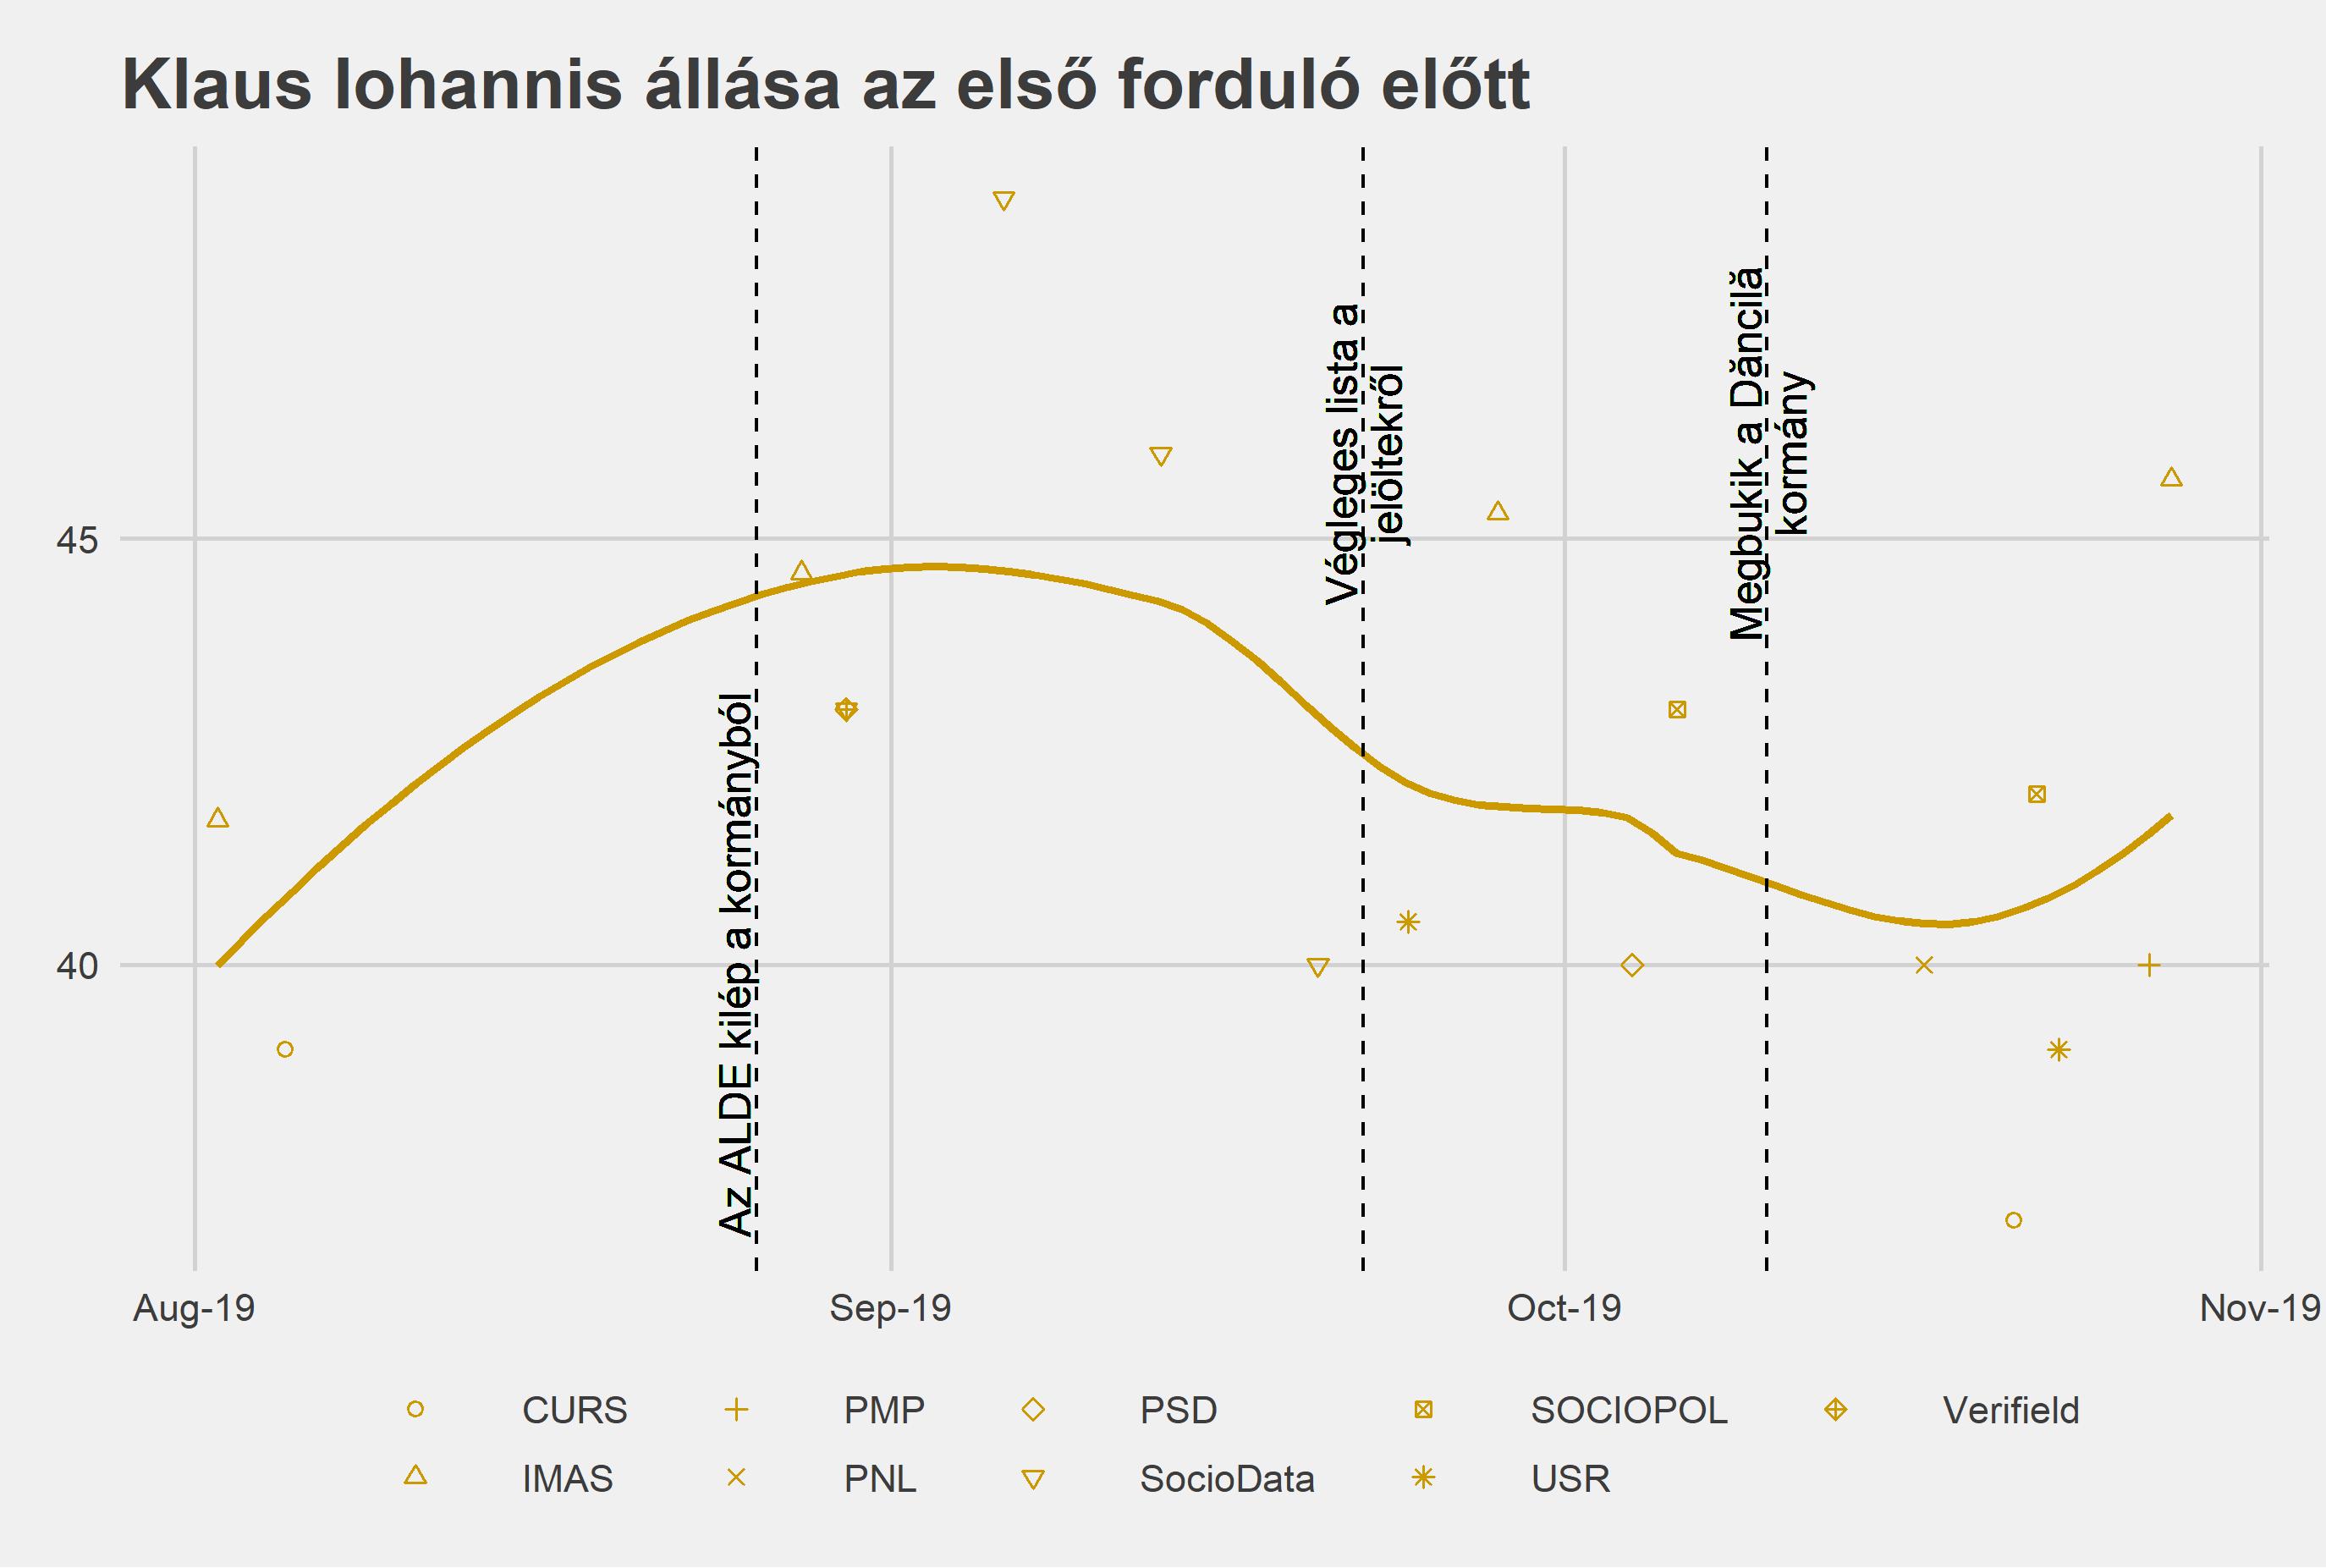 Klaus Iohannis állása az első forduló előtt
45
40
Az ALDE kilép a kormányból
Végleges lista a
jelöltekről
Megbukik a Dăncilă
kormány
Aug-19
Sep-19
Oct-19
Nov-19
CURS
PMP
PSD
SOCIOPOL
Verifield
IMAS
PNL
SocioData
USR